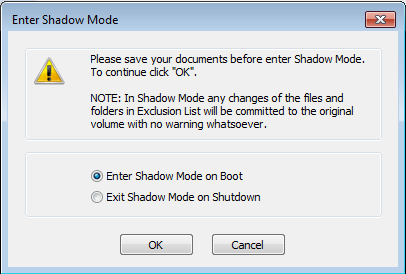 Enter Shadow Mode
Please save your documents before enter Shadow Mode.
To continue click "OK".
NOTE: In Shadow Mode any changes of the files and
folders in Exclusion List will be committed to the original
volume with no warning whatsoever.
Enter Shadow Mode on Boot
Exit Shadow Mode on Shutdown
OK
Cancel